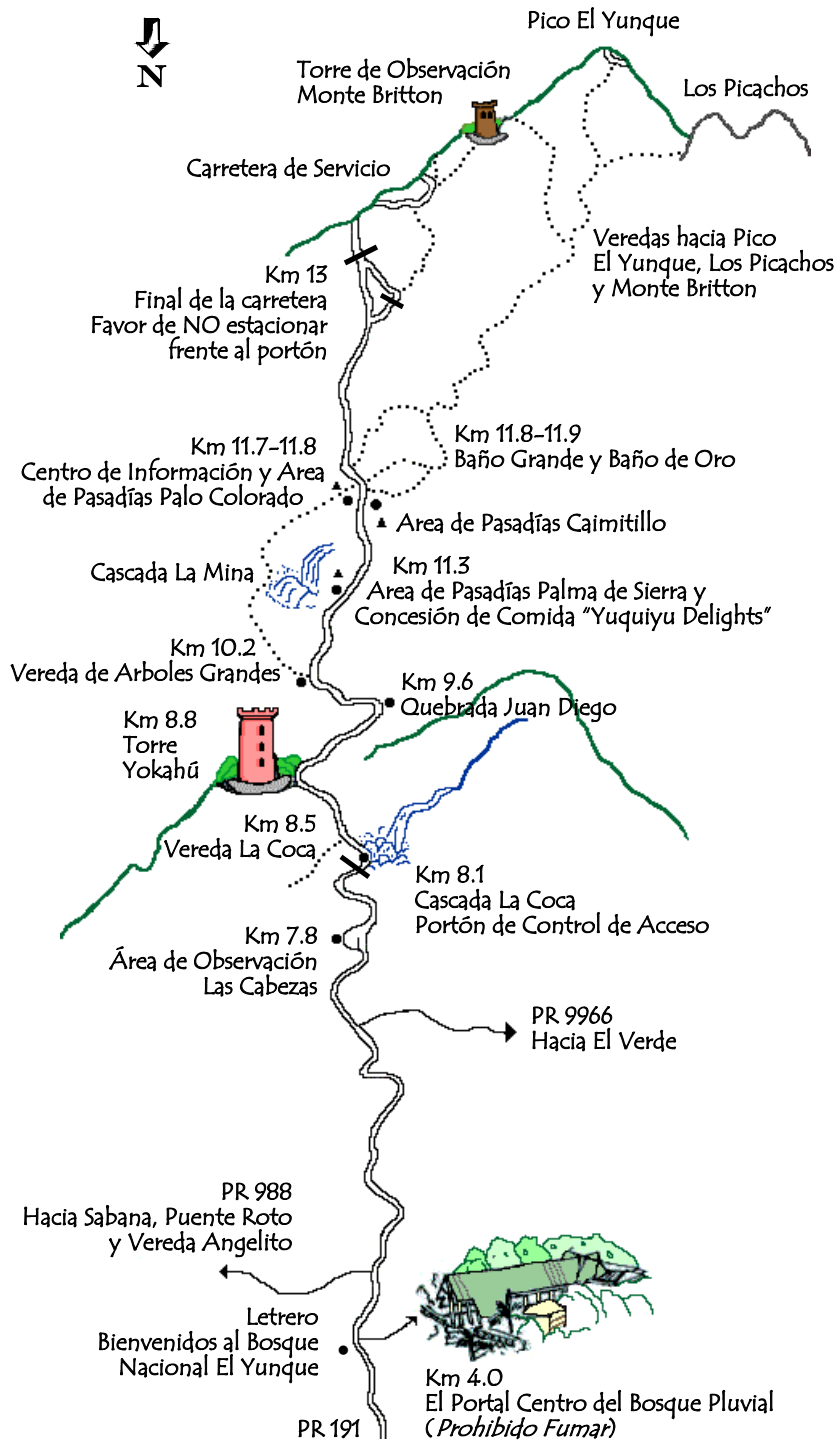 Pico El Yunque
N
Torre de Observación
Monte Britton
Los Picachos
Carretera de Servicio
Veredas hacia Pico
El Yunque, Los Picachos
y Monte Britton
Km 13
Final de la carretera
Favor de NO estacionar
frente al portón
Km 11.7-11.8
Centro de Información y Area
de Pasadías Palo Colorado
Km 11.8-11.9
Baño Grande y Baño de Oro
Area de Pasadías Caimitillo
Cascada La Mina
Km 11.3
Area de Pasadías Palma de Sierra y
Concesión de Comida "Yuquiyu Delights"
Km 10.2
Vereda de Arboles Grandes
Km 9.6
Quebrada Juan Diego
Km 8.8
Torre
Yokahú
Km 8.5
Vereda La Coca
Km 8.1
Cascada La Coca
Portón de Control de Acceso
Km 7.8
Área de Observación
Las Cabezas
PR 9966
Hacia El Verde
PR 988
Hacia Sabana, Puente Roto
y Vereda Angelito
Letrero
Bienvenidos al Bosque
Nacional El Yunque
Km 4.0
El Portal Centro del Bosque Pluvial
(Prohibido Fumar)
PR 191